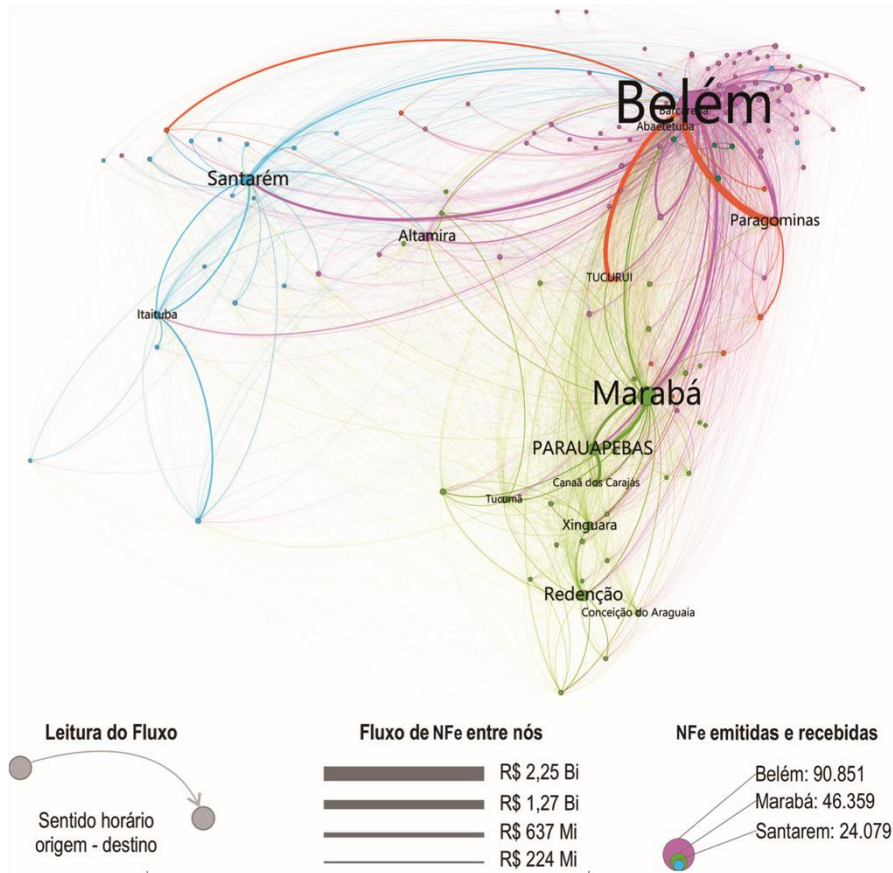 Belém
Barcarena
Abaetetuba
Santarém
Paragominas
Altamira
TUCURUI
Itaituba
Marabá
PARAUAPEBAS
Canaã dos Carajás
Tucumã
Xinguara
Redenção
Conceição do Araguaia
Leitura do Fluxo
Sentido horário
origem - destino
Fluxo de NFe entre nós
R$ 2,25 Bi
R$ 1,27 Bi
R$ 637 Mi
R$ 224 Mi
NFe emitidas e recebidas
Belém: 90.851
Marabá: 46.359
Santarem: 24.079